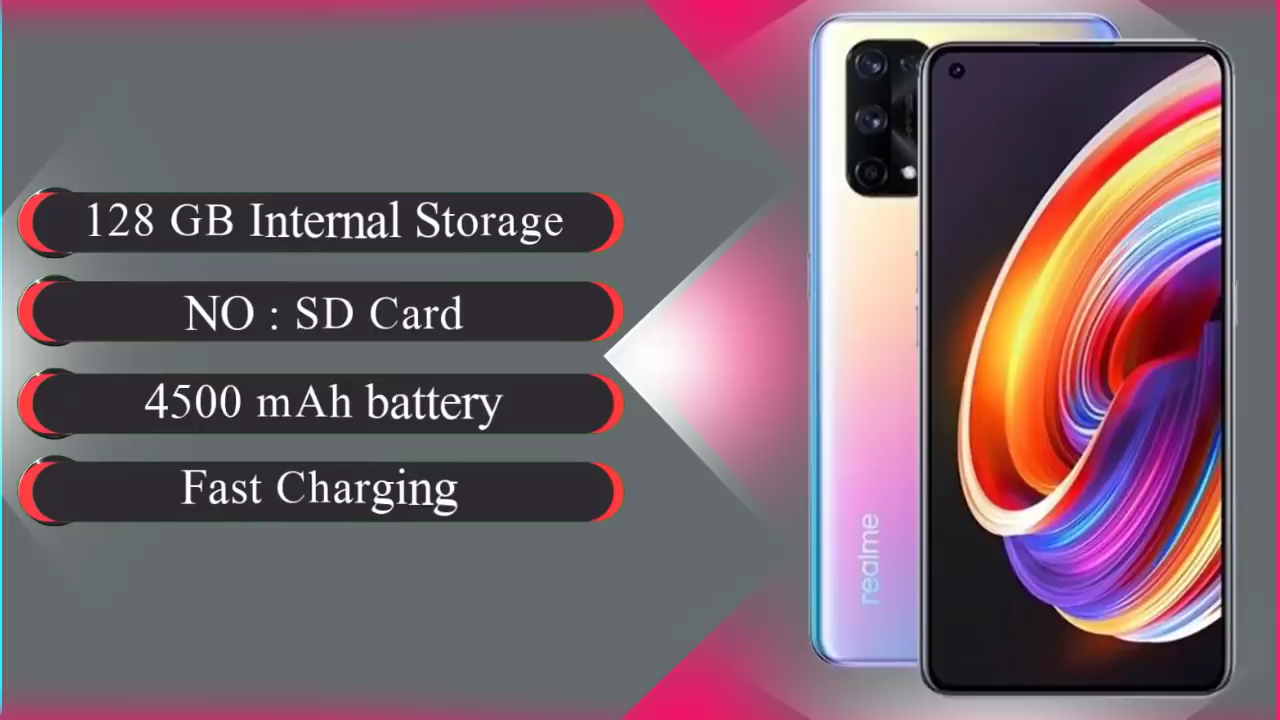 128 GB Internal Storage
NO : SD Card
4500 mAh battery
Fast Charging
realme